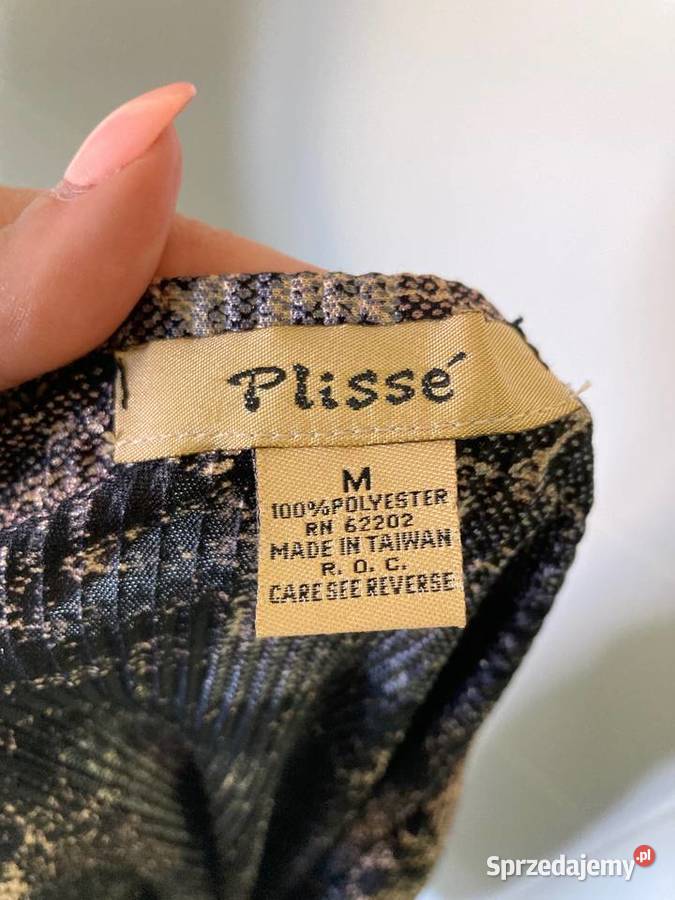 Plissé
M
100%POLYESTER
RN 62202
MADE IN TAIWAN
R. O. C.
CARE SEE REVERSE
Sprzedajemy.pl